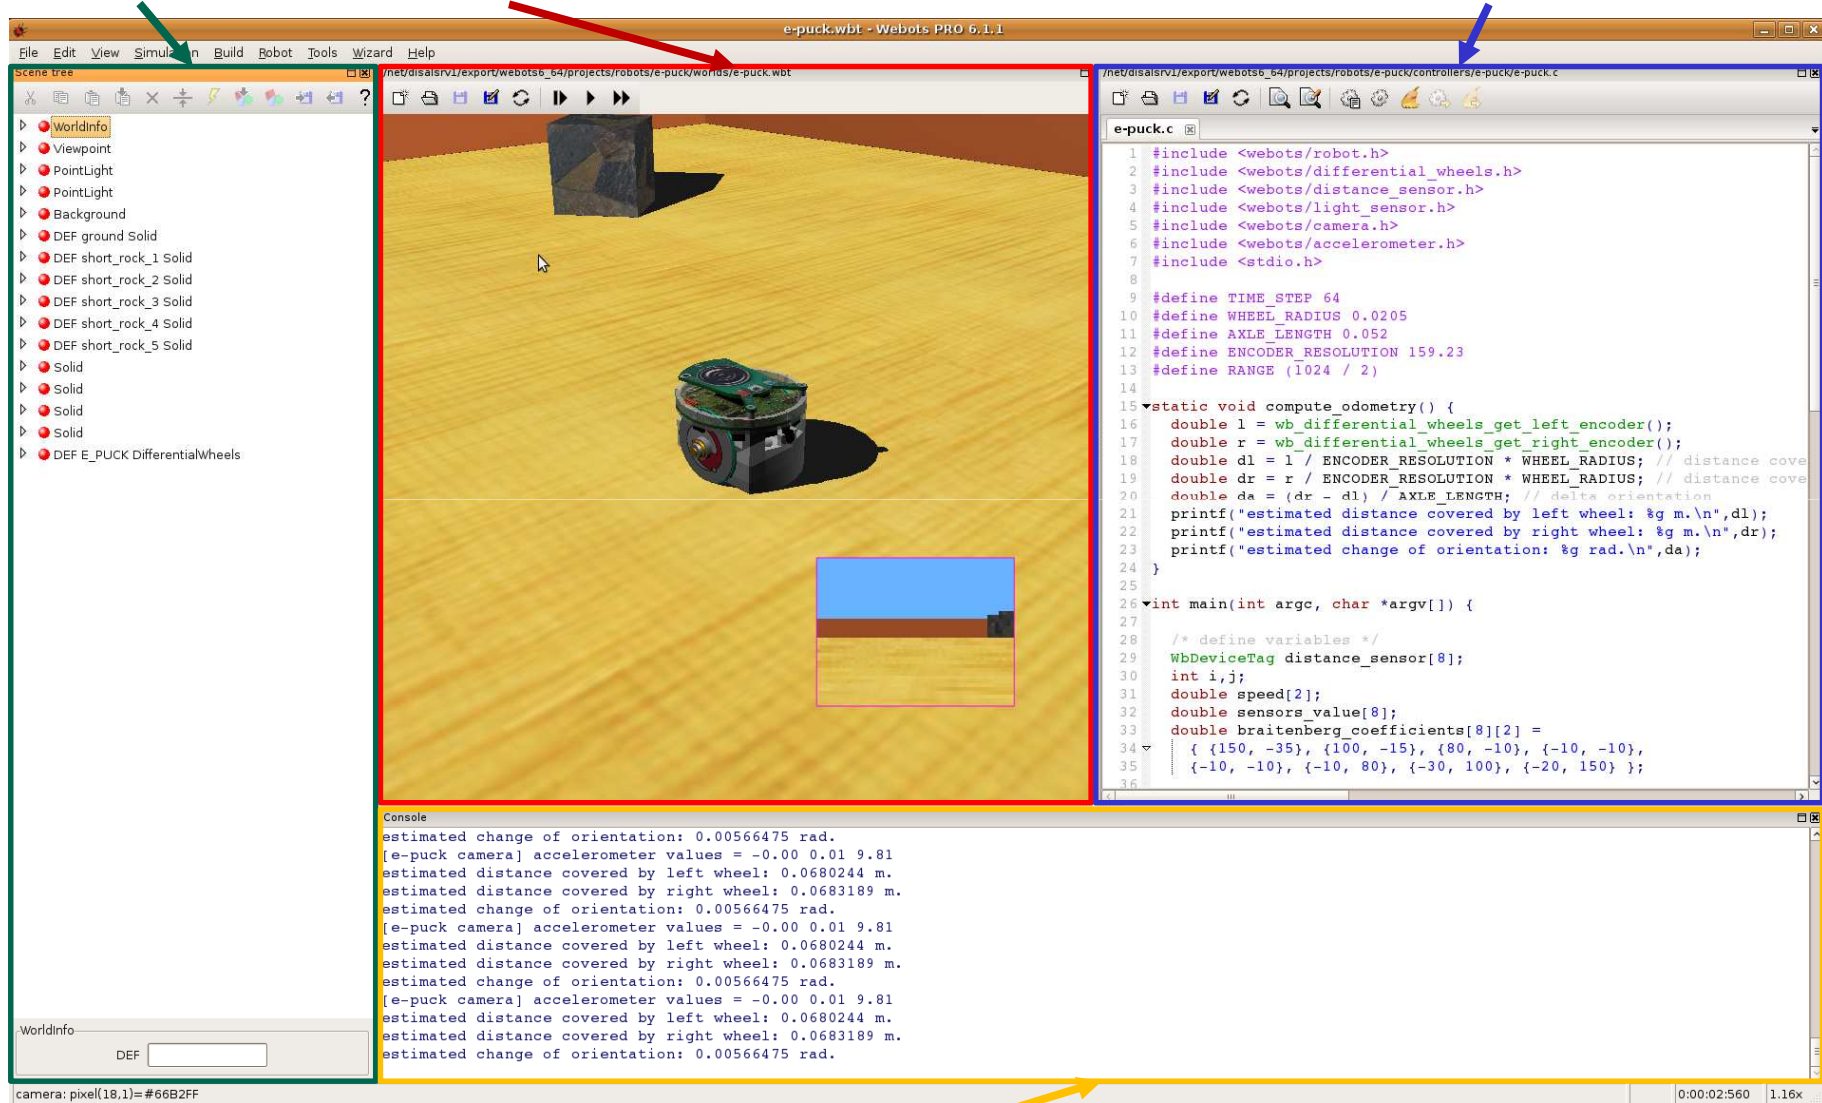 e-puck.wbt - Webots PRO 6.1.1
File Edit View Simulation Build Robot Tools Wizard Help
Scene tree
?
WorldInfo
Viewpoint
PointLight
PointLight
Background
DEF ground Solid
DEF short_rock_1 Solid
DEF short_rock_2 Solid
DEF short_rock_3 Solid
DEF short_rock_4 Solid
DEF short_rock_5 Solid
Solid
Solid
Solid
Solid
DEF E_PUCK DifferentialWheels
WorldInfo
DEF
/net/disalsrv1/export/webots6_64/projects/robots/e-puck/worlds/e-puck.wbt
/net/disalsrv1/export/webots6_64/projects/robots/e-puck/controllers/e-puck/e-puck.c
e-puck.c
1 #include <webots/robot.h>
2 #include <webots/differential_wheels.h>
3 #include <webots/distance_sensor.h>
4 #include <webots/light_sensor.h>
5 #include <webots/camera.h>
6 #include <webots/accelerometer.h>
7 #include <stdio.h>
8
9 #define TIME_STEP 64
10 #define WHEEL_RADIUS 0.0205
11 #define AXLE_LENGTH 0.052
12 #define ENCODER_RESOLUTION 159.23
13 #define RANGE (1024 / 2)
14
15 static void compute_odometry() {
16 double l = wb_differential_wheels_get_left_encoder();
17 double r = wb_differential_wheels_get_right_encoder();
18 double dl = l / ENCODER_RESOLUTION * WHEEL_RADIUS; // distance cove
19 double dr = r / ENCODER_RESOLUTION * WHEEL_RADIUS; // distance cove
20 double da = (dr - dl) / AXLE_LENGTH; // delta orientation
21 printf("estimated distance covered by left wheel: %g m.\n",dl);
22 printf("estimated distance covered by right wheel: %g m.\n",dr);
23 printf("estimated change of orientation: %g rad.\n",da);
24 }
25
26 int main(int argc, char *argv[]) {
27
28 /* define variables */
29 WbDeviceTag distance_sensor[8];
30 int i,j;
31 double speed[2];
32 double sensors_value[8];
33 double braitenberg_coefficients[8][2] =
34 { {150, -35}, {100, -15}, {80, -10}, {-10, -10},
35 {-10, -10}, {-10, 80}, {-30, 100}, {-20, 150} };
36
Console
estimated change of orientation: 0.00566475 rad.
[e-puck camera] accelerometer values = -0.00 0.01 9.81
estimated distance covered by left wheel: 0.0680244 m.
estimated distance covered by right wheel: 0.0683189 m.
estimated change of orientation: 0.00566475 rad.
[e-puck camera] accelerometer values = -0.00 0.01 9.81
estimated distance covered by left wheel: 0.0680244 m.
estimated distance covered by right wheel: 0.0683189 m.
estimated change of orientation: 0.00566475 rad.
[e-puck camera] accelerometer values = -0.00 0.01 9.81
estimated distance covered by left wheel: 0.0680244 m.
estimated distance covered by right wheel: 0.0683189 m.
estimated change of orientation: 0.00566475 rad.
camera: pixel(18,1)=#66B2FF
0:00:02:560 1.16x